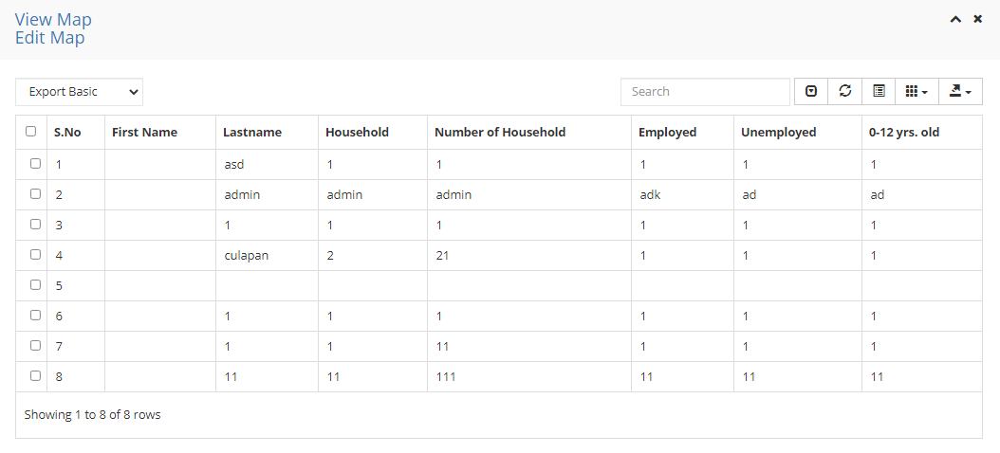 View Map
Edit Map
Export Basic
Search
S.No First Name Lastname Household Number of Household Employed Unemployed 0-12 yrs. old
1 asd 1 1 1 1 1
2 admin admin admin adk ad ad
3 1 1 1 1 1 1
4 culapan 2 21 1 1 1
5
6 1 1 1 1 1 1
7 1 1 11 1 1 1
8 11 11 111 11 11 11
Showing 1 to 8 of 8 rows